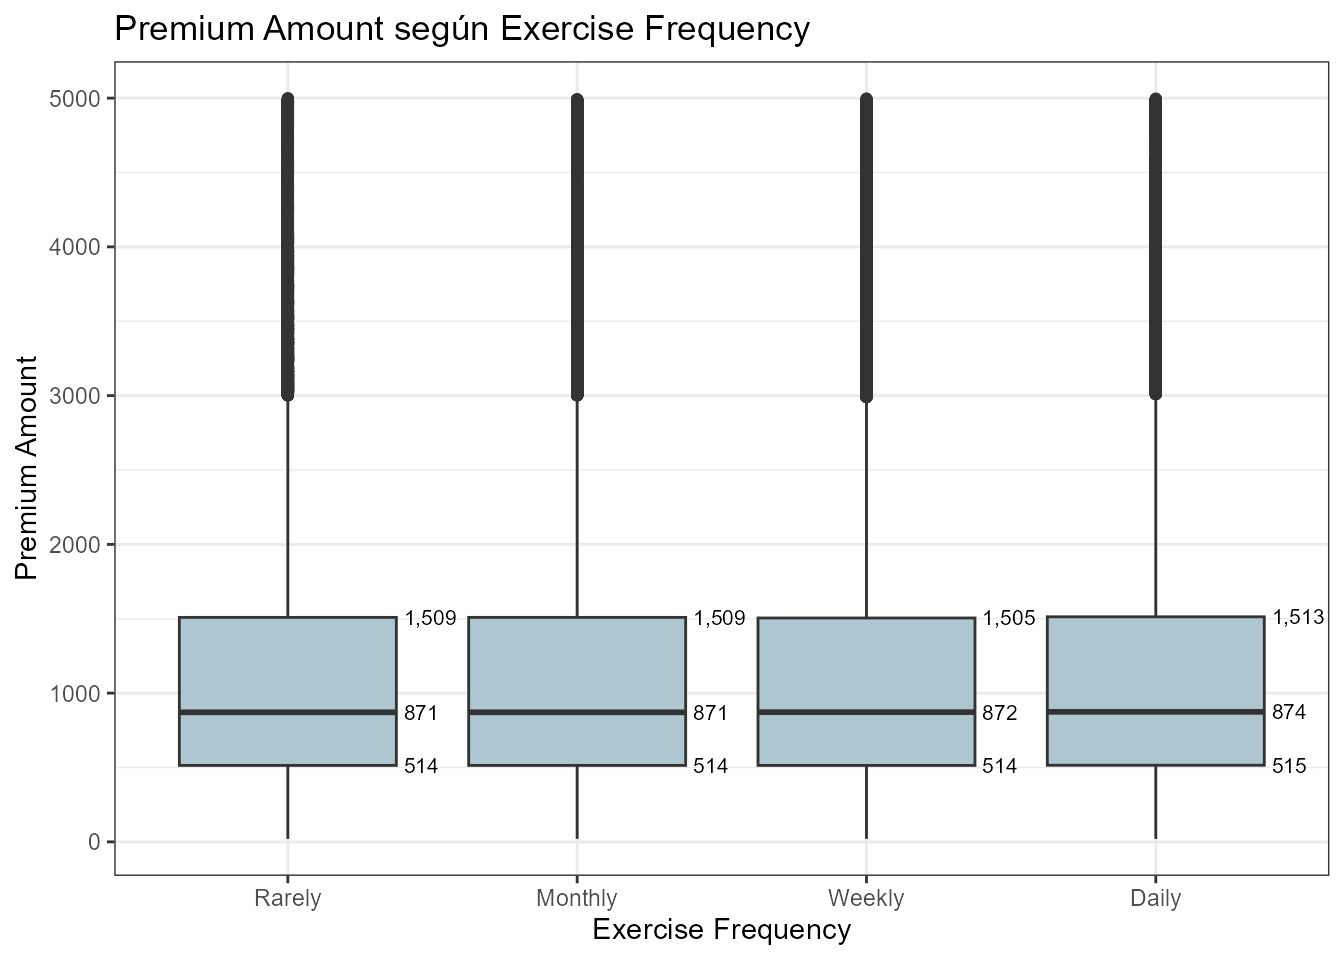 Premium Amount según Exercise Frequency
Premium Amount
5000
4000
3000
2000
1000
0
1,509
871
514
1,509
871
514
1,505
872
514
1,513
874
515
Rarely
Monthly
Weekly
Daily
Exercise Frequency